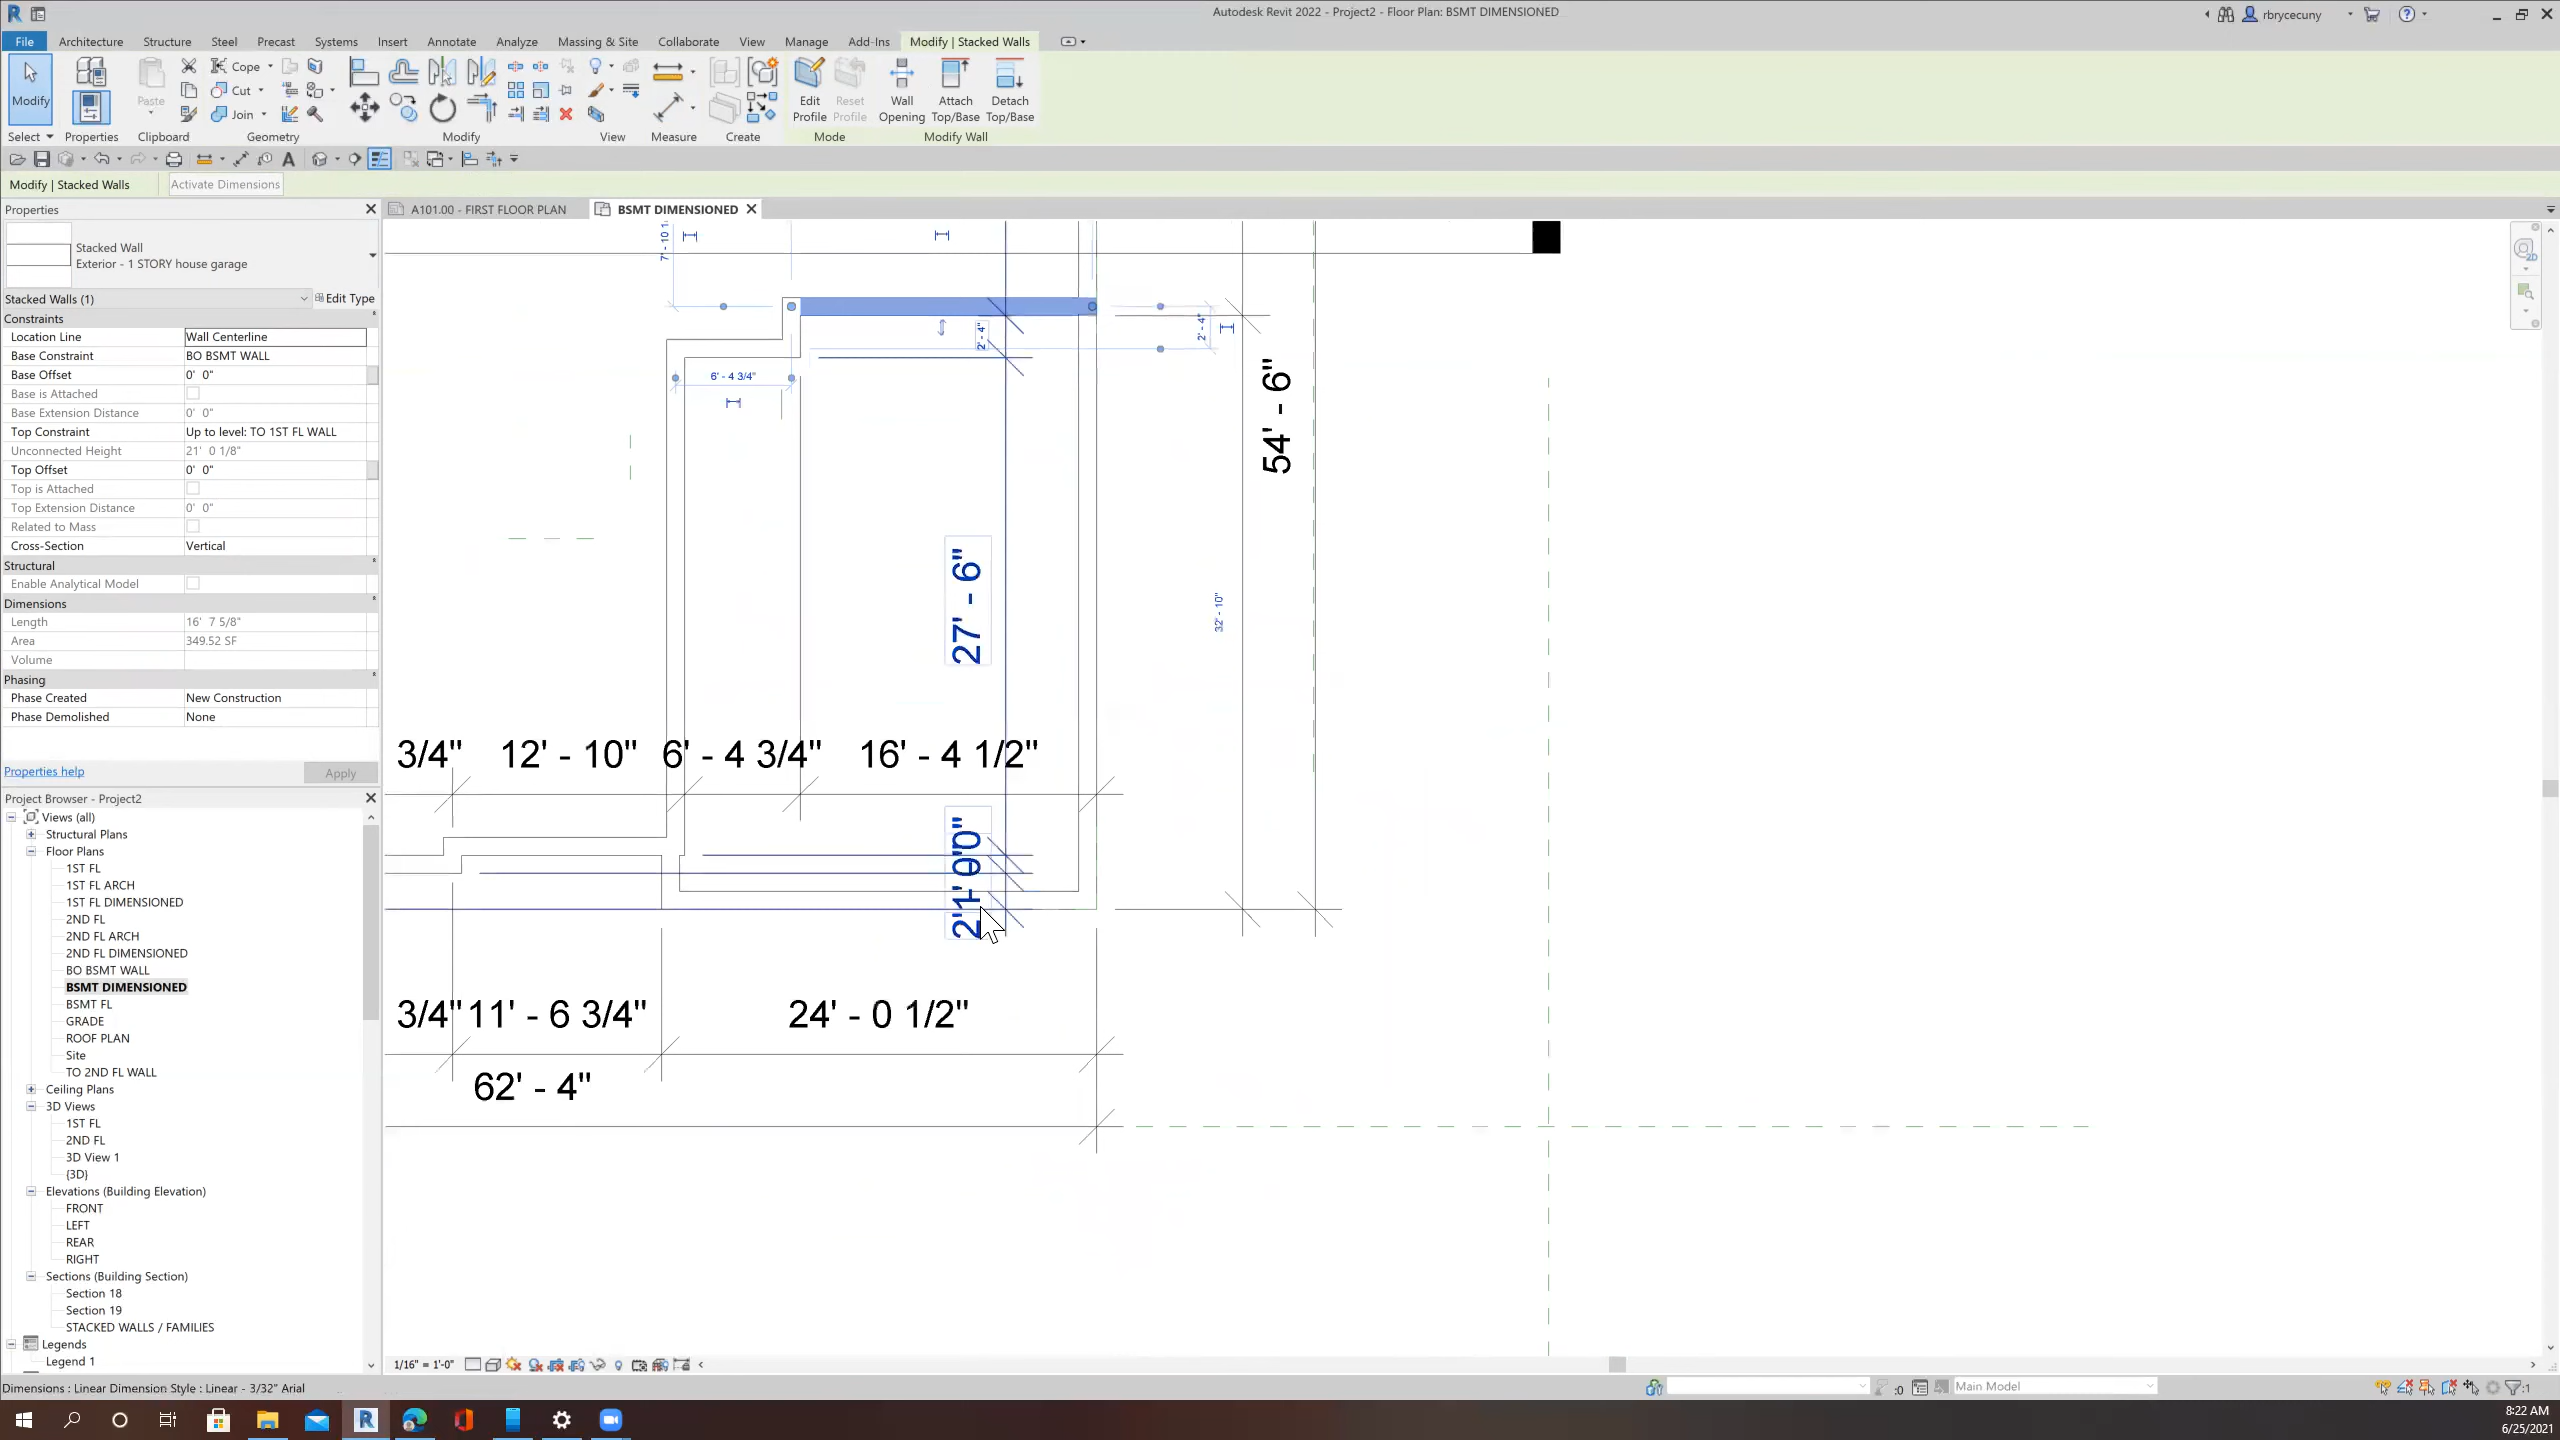 Autodesk Revit 2022 - Project2 - Floor Plan: BSMT DIMENSIONED
rbrycecuny
File Architecture Structure Steel Precast Systems Insert Annotate Analyze Massing & Site Collaborate View Manage Add-Ins Modify | Stacked Walls
Modify
Paste
Cope
Cut
Join
Edit Profile
Reset Profile
Wall Opening
Attach Top/Base
Detach Top/Base
Select Properties Clipboard Geometry Modify View Measure Create Mode Modify Wall
Modify | Stacked Walls Activate Dimensions
Properties
A101.00 - FIRST FLOOR PLAN
BSMT DIMENSIONED
Stacked Wall
Exterior - 1 STORY house garage
Stacked Walls (1) Edit Type
Constraints
Location Line Wall Centerline
Base Constraint BO BSMT WALL
Base Offset 0' 0"
Base is Attached
Base Extension Distance 0' 0"
Top Constraint Up to level: TO 1ST FL WALL
Unconnected Height 21' 0 1/8"
Top Offset 0' 0"
Top is Attached
Top Extension Distance 0' 0"
Related to Mass
Cross-Section Vertical
Structural
Enable Analytical Model
Dimensions
Length 16' 7 5/8"
Area 349.52 SF
Volume
Phasing
Phase Created New Construction
Phase Demolished None
Properties help Apply
Project Browser - Project2
Views (all)
Structural Plans
Floor Plans
1ST FL
1ST FL ARCH
1ST FL DIMENSIONED
2ND FL
2ND FL ARCH
2ND FL DIMENSIONED
BO BSMT WALL
BSMT DIMENSIONED
BSMT FL
GRADE
ROOF PLAN
Site
TO 2ND FL WALL
Ceiling Plans
3D Views
1ST FL
2ND FL
3D View 1
{3D}
Elevations (Building Elevation)
FRONT
LEFT
REAR
RIGHT
Sections (Building Section)
Section 18
Section 19
STACKED WALLS / FAMILIES
Legends
Legend 1
2' - 4"
2' - 4"
6' - 4 3/4"
54' - 6"
27' - 6"
32' - 10"
3/4" 12' - 10" 6' - 4 3/4" 16' - 4 1/2"
3/4" 11' - 6 3/4" 24' - 0 1/2"
62' - 4"
1/16" = 1'-0"
Dimensions : Linear Dimension Style : Linear - 3/32" Arial
:0
Main Model
:1
8:22 AM
6/25/2021